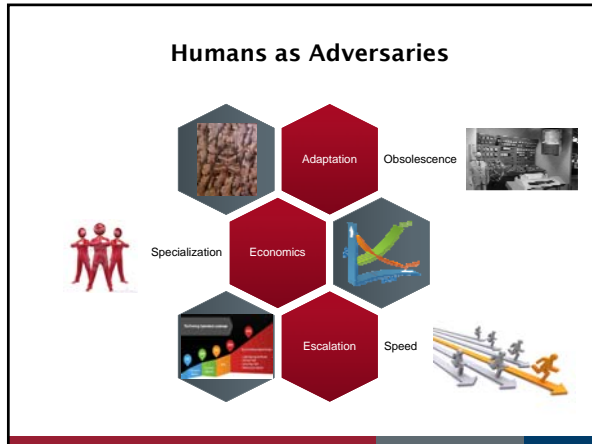 Humans as Adversaries
Adaptation
Obsolescence
Specialization
Economics
Escalation
Speed